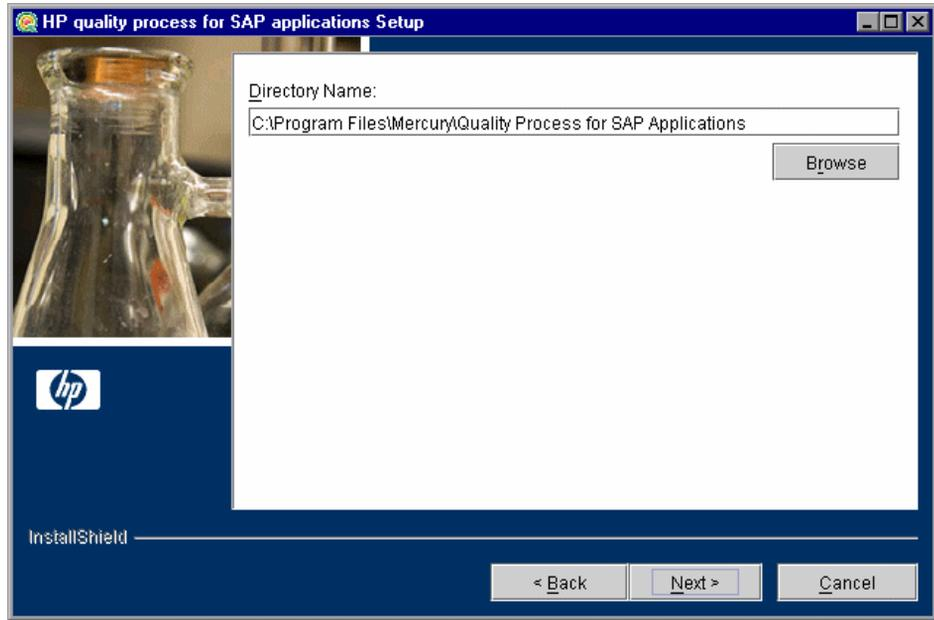 HP quality process for SAP applications Setup
Directory Name:
C:\Program Files\Mercury\Quality Process for SAP Applications
Browse
hp
InstallShield
< Back
Next >
Cancel